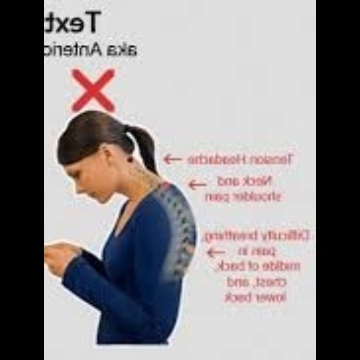 Text
aka Anterio
Tension Headache
Neck and
shoulder pain
Difficulty breathing,
pain in
middle of back,
chest, and
lower back